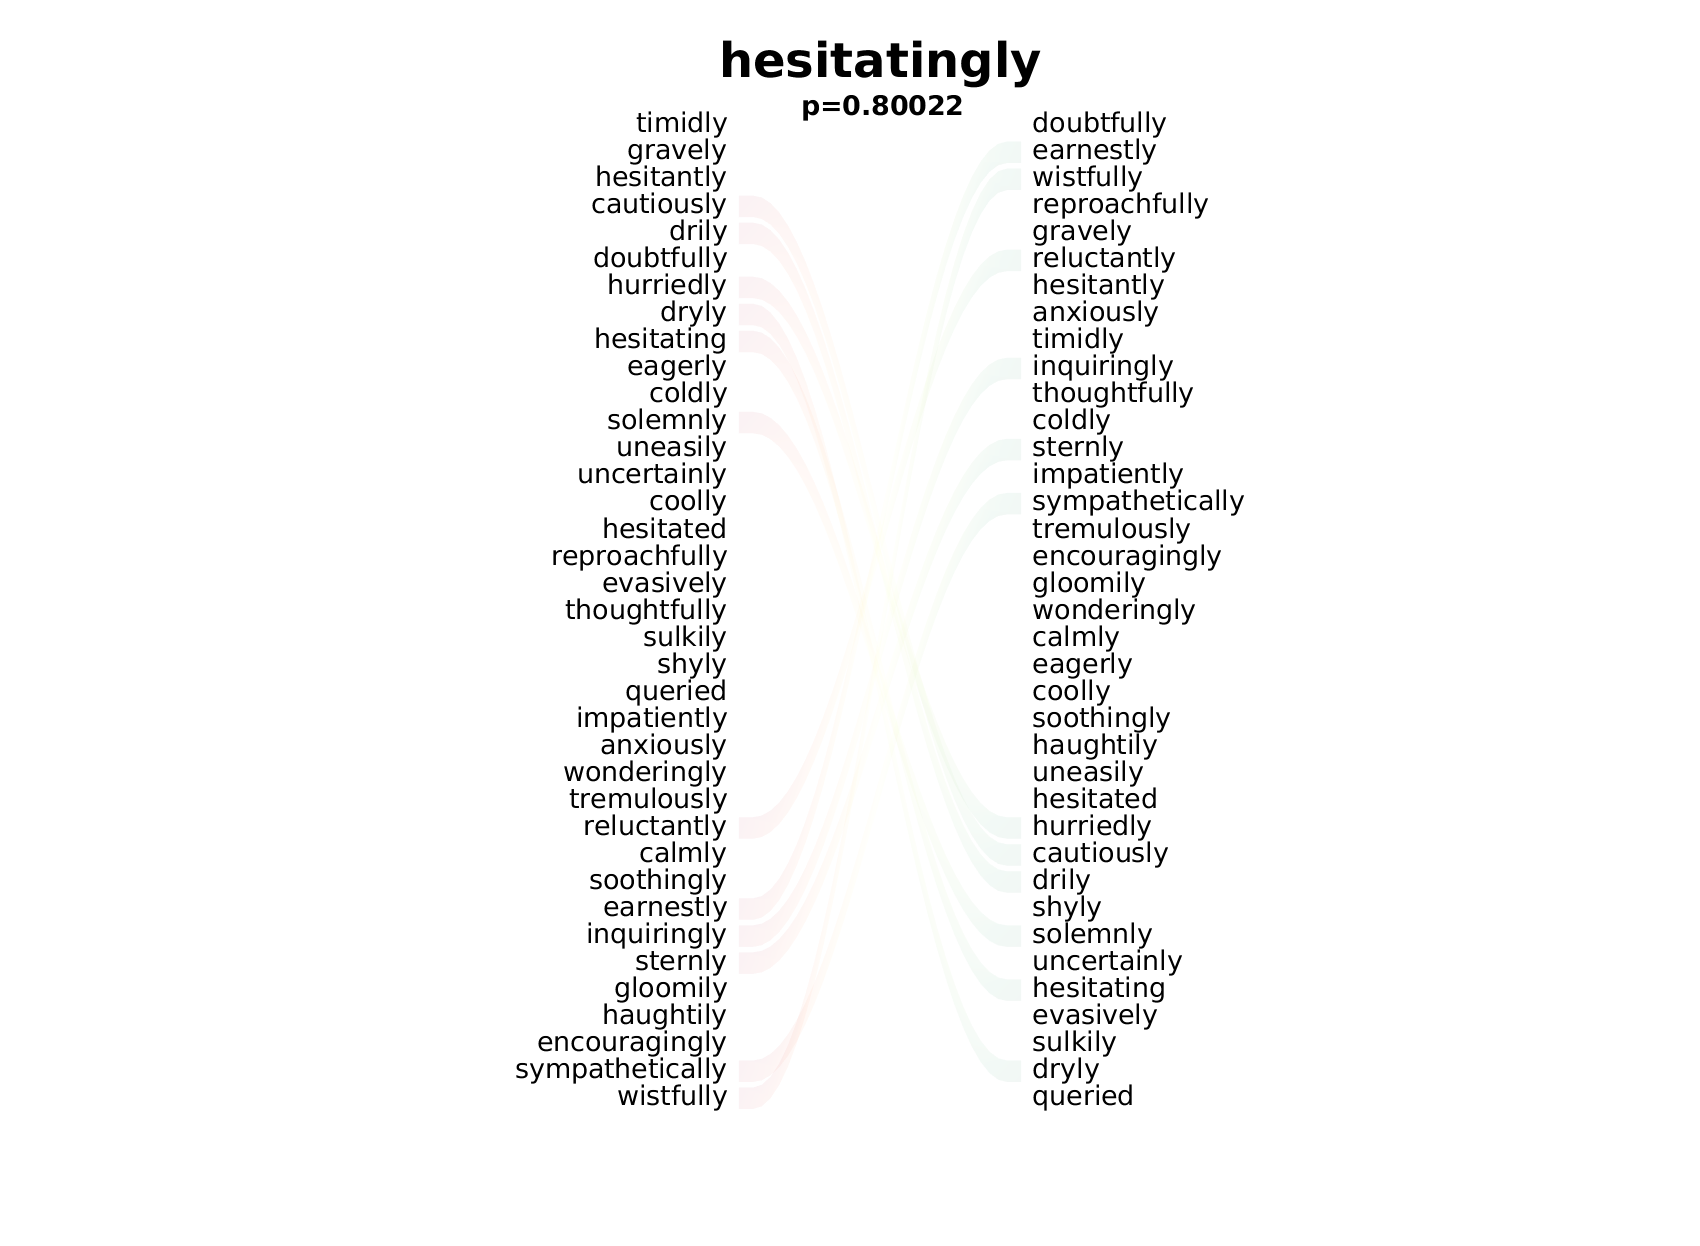 hesitatingly
p=0.80022
timidly
gravely
hesitantly
cautiously
drily
doubtfully
hurriedly
dryly
hesitating
eagerly
coldly
solemnly
uneasily
uncertainly
coolly
hesitated
reproachfully
evasively
thoughtfully
sulkily
shyly
queried
impatiently
anxiously
wonderingly
tremulously
reluctantly
calmly
soothingly
earnestly
inquiringly
sternly
gloomily
haughtily
encouragingly
sympathetically
wistfully
doubtfully
earnestly
wistfully
reproachfully
gravely
reluctantly
hesitantly
anxiously
timidly
inquiringly
thoughtfully
coldly
sternly
impatiently
sympathetically
tremulously
encouragingly
gloomily
wonderingly
calmly
eagerly
coolly
soothingly
haughtily
uneasily
hesitated
hurriedly
cautiously
drily
shyly
solemnly
uncertainly
hesitating
evasively
sulkily
dryly
queried